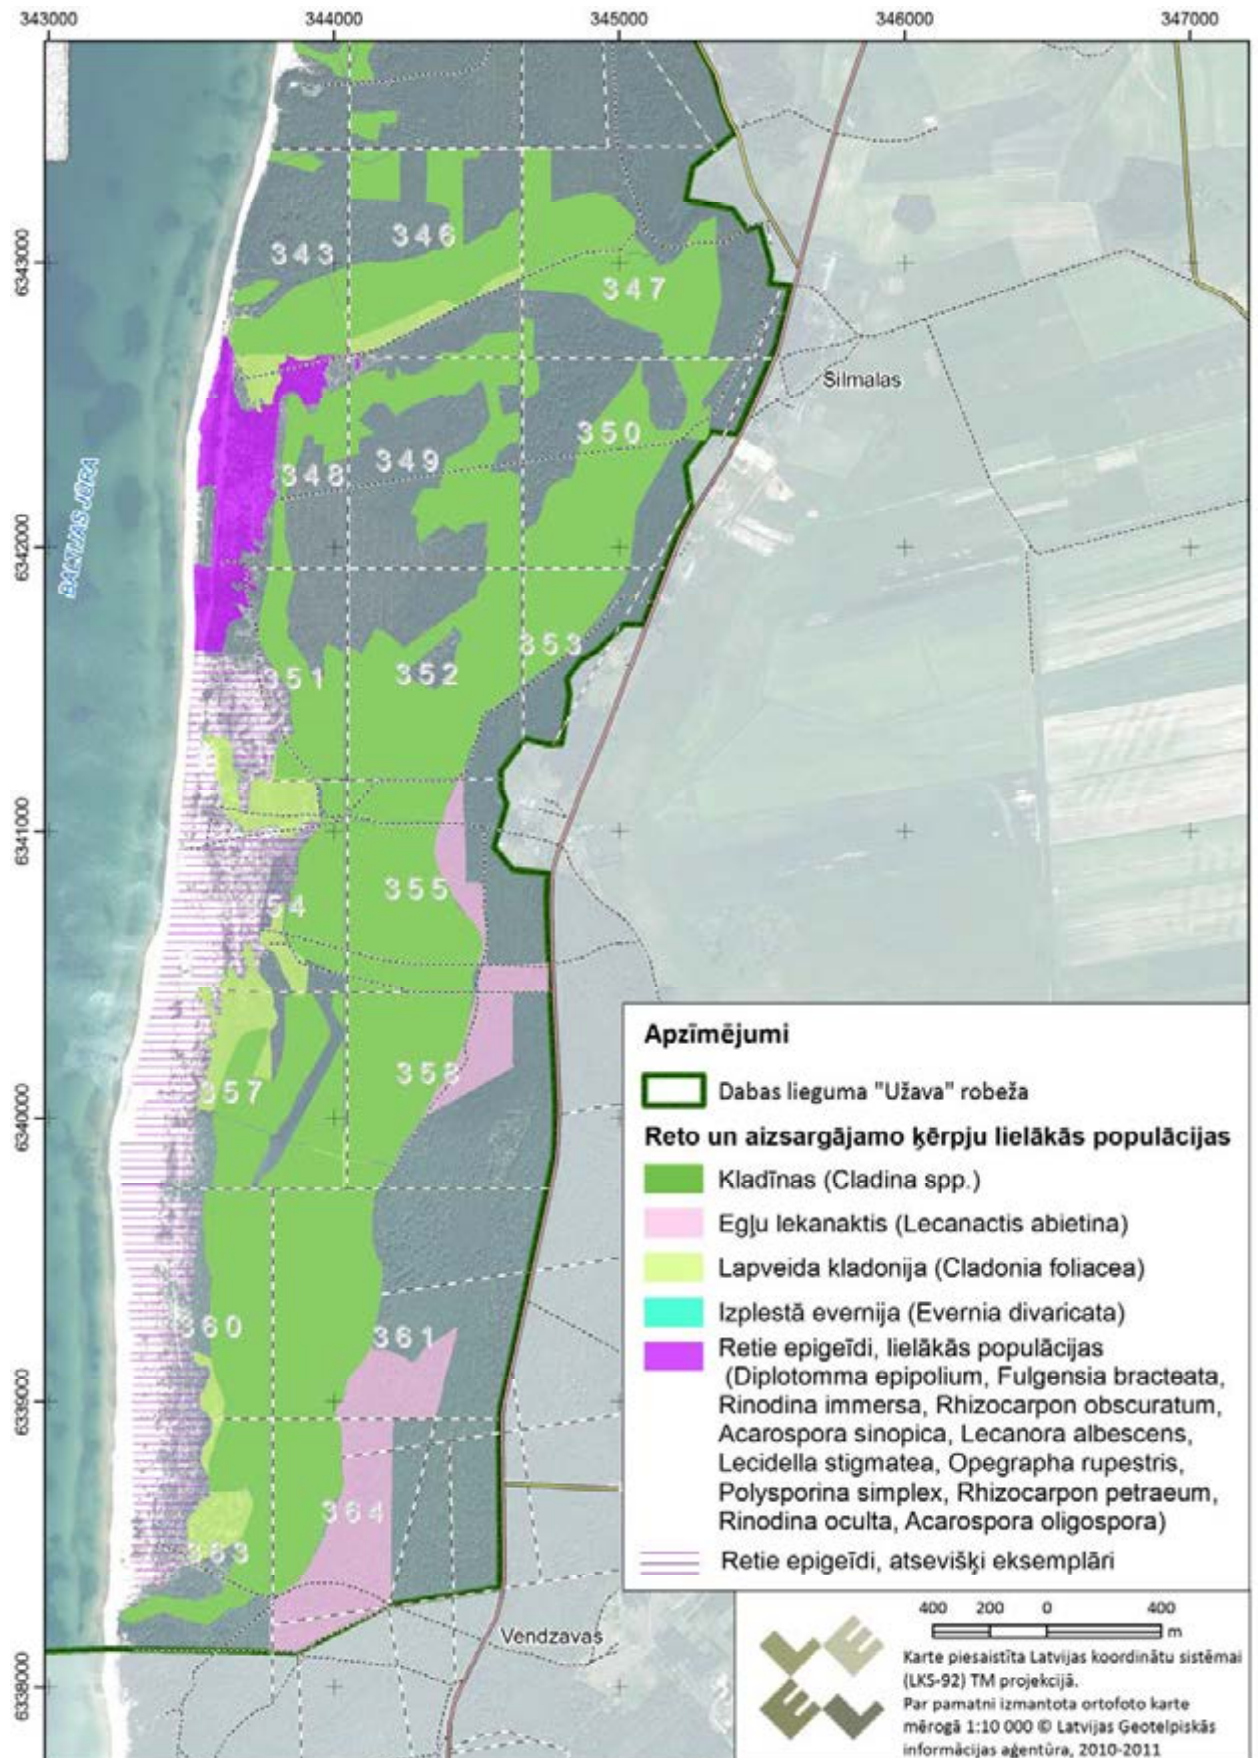 343000 344000 345000 346000 347000
6343000
6342000
6341000
6340000
6339000
6338000
BALTIJAS JŪRA
343
346
347
Silmalas
350
348
349
353
351
352
355
54
358
357
360
361
364
363
Vendzavas
Apzīmējumi
Dabas lieguma "Užava" robeža
Reto un aizsargājamo ķērpju lielākās populācijas
Kladīnas (Cladina spp.)
Egļu lekanaktis (Lecanactis abietina)
Lapveida kladonija (Cladonia foliacea)
Izplestā evernija (Evernia divaricata)
Retie epigeīdi, lielākās populācijas
(Diplotomma epipolium, Fulgensia bracteata,
Rinodina immersa, Rhizocarpon obscuratum,
Acarospora sinopica, Lecanora albescens,
Lecidella stigmatea, Opegrapha rupestris,
Polysporina simplex, Rhizocarpon petraeum,
Rinodina oculta, Acarospora oligospora)
Retie epigeīdi, atsevišķi eksemplāri
400 200 0 400
m
Karte piesaistīta Latvijas koordinātu sistēmai
(LKS-92) TM projekcijā.
Par pamatni izmantota ortofoto karte
mērogā 1:10 000 © Latvijas Ģeotelpiskās
informācijas aģentūra, 2010-2011